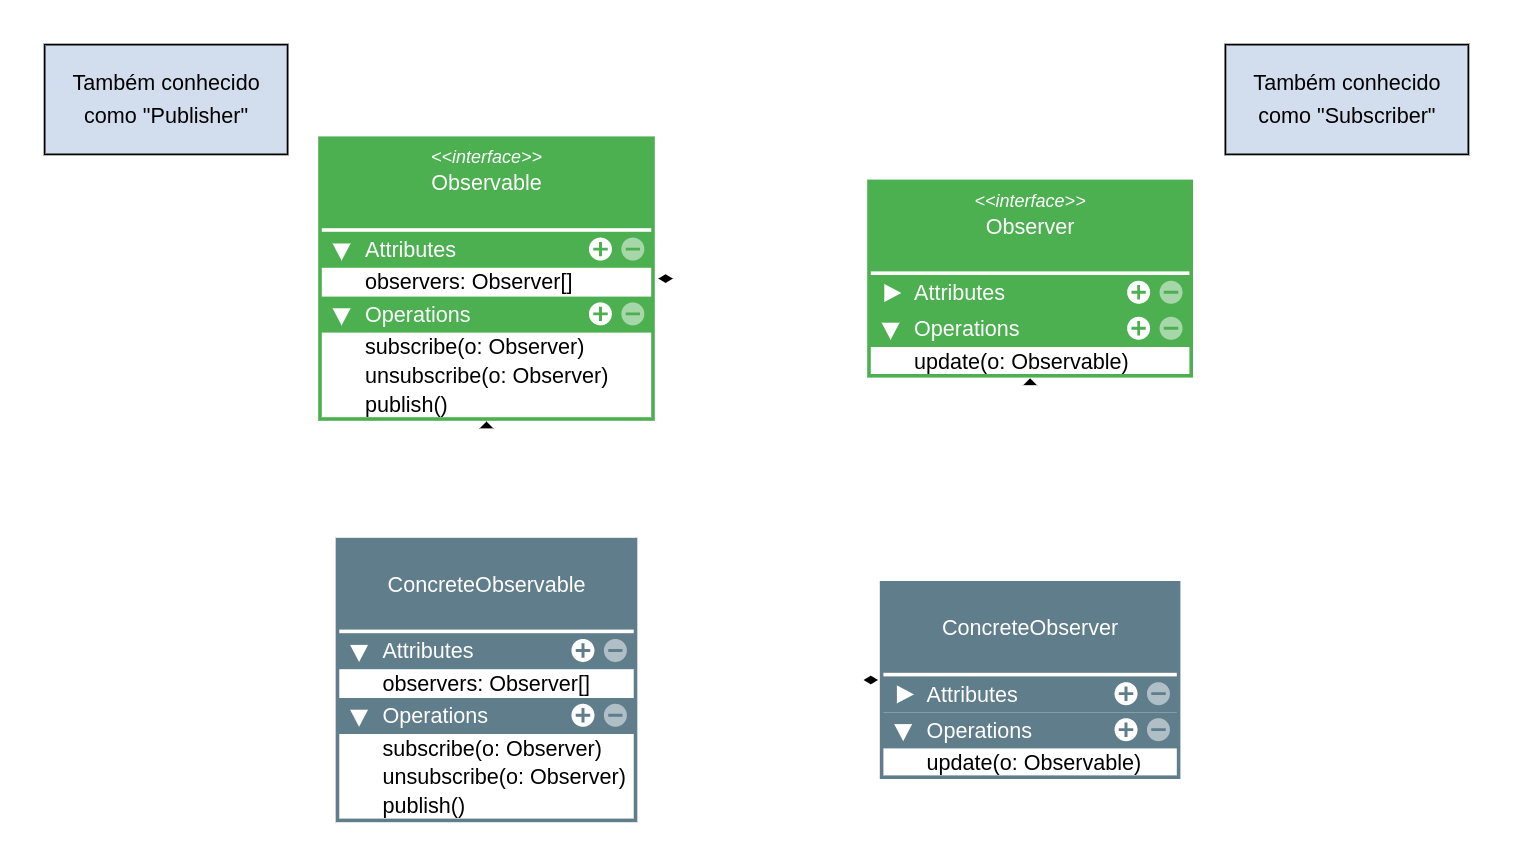 Também conhecido
como "Publisher"
Também conhecido
como "Subscriber"
<<interface>>
Observable
Attributes
observers: Observer[]
Operations
subscribe(o: Observer)
unsubscribe(o: Observer)
publish()
<<interface>>
Observer
Attributes
Operations
update(o: Observable)
ConcreteObservable
Attributes
observers: Observer[]
Operations
subscribe(o: Observer)
unsubscribe(o: Observer)
publish()
ConcreteObserver
Attributes
Operations
update(o: Observable)